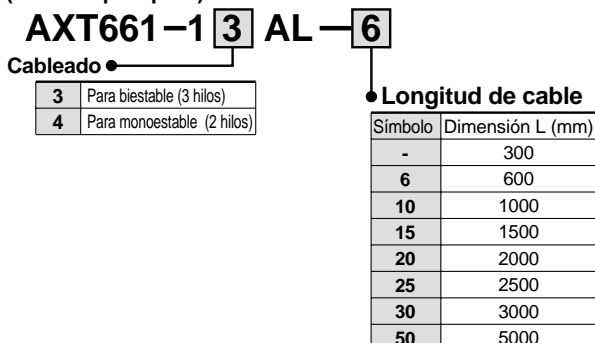 AXT661−1 3 AL − 6
Cableado
3 Para biestable (3 hilos)
4 Para monoestable (2 hilos)
Longitud de cable
Símbolo Dimensión L (mm)
- 300
6 600
10 1000
15 1500
20 2000
25 2500
30 3000
50 5000